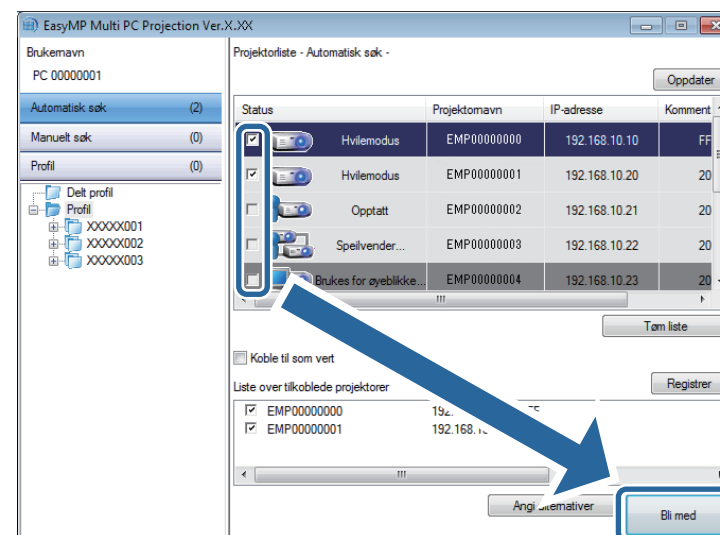 EasyMP Multi PC Projection Ver.X.XX
Brukernavn
PC 00000001
Automatisk søk (2)
Manuelt søk (0)
Profil (0)
Delt profil
Profil
XXXXX001
XXXXX002
XXXXX003
Projektorliste - Automatisk søk -
Oppdater
Status Projektornavn IP-adresse Komment
Hvilemodus EMP00000000 192.168.10.10 FF
Hvilemodus EMP00000001 192.168.10.20 20
Opptatt EMP00000002 192.168.10.21 20
Speilvender... EMP00000003 192.168.10.22 20
Brukes for øyeblikke... EMP00000004 192.168.10.23 20
Tøm liste
Koble til som vert
Liste over tilkoblede projektorer
Registrer
EMP00000000 192.
EMP00000001 192.168.1
Angi alternativer
Bli med